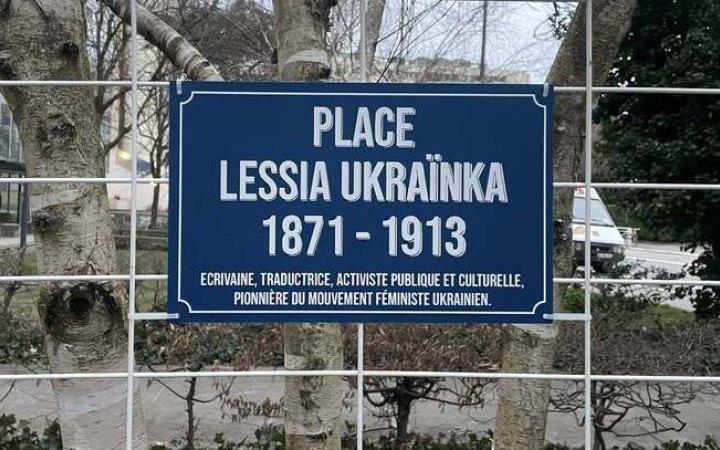 PLACE
LESSIA UKRAÏNKA
1871 - 1913
ECRIVAINE, TRADUCTRICE, ACTIVISTE PUBLIQUE ET CULTURELLE,
PIONNIÈRE DU MOUVEMENT FÉMINISTE UKRAINIEN.